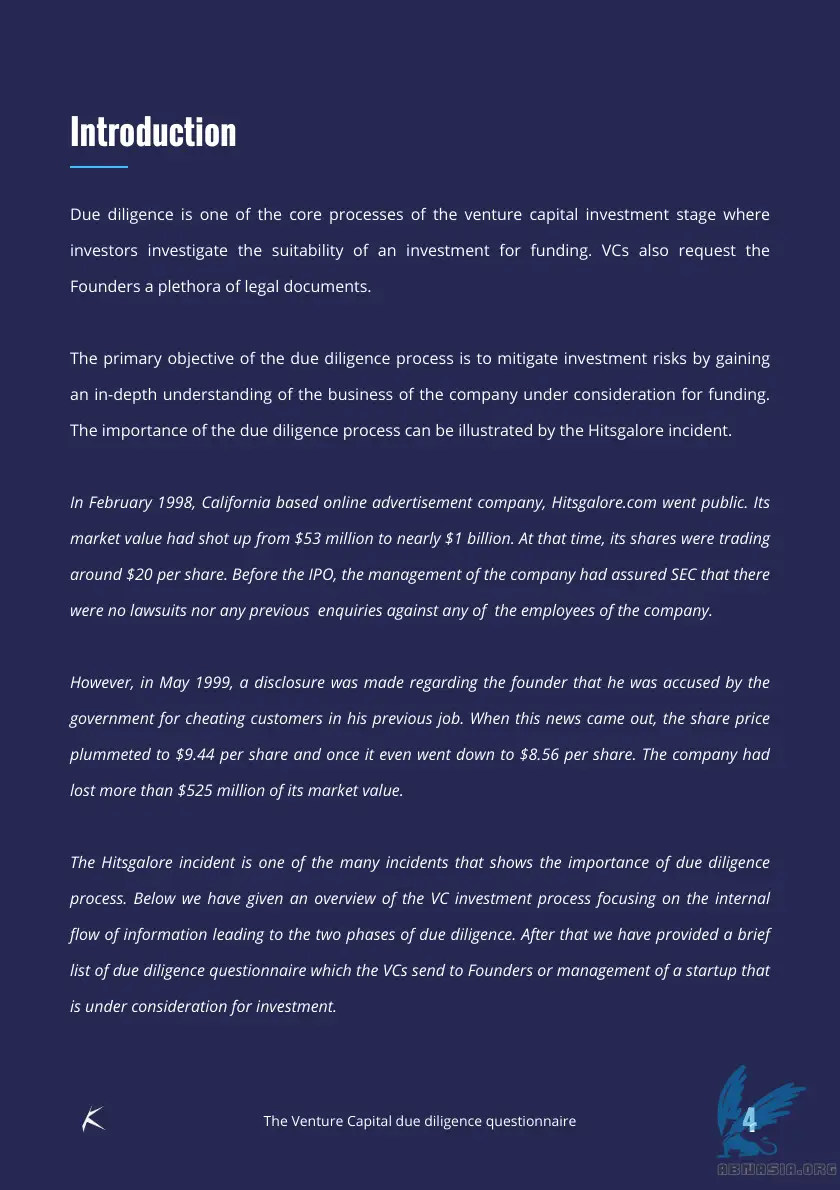 Introduction
Due diligence is one of the core processes of the venture capital investment stage where
investors investigate the suitability of an investment for funding. VCs also request the
Founders a plethora of legal documents.
The primary objective of the due diligence process is to mitigate investment risks by gaining
an in-depth understanding of the business of the company under consideration for funding.
The importance of the due diligence process can be illustrated by the Hitsgalore incident.
In February 1998, California based online advertisement company, Hitsgalore.com went public. Its
market value had shot up from $53 million to nearly $1 billion. At that time, its shares were trading
around $20 per share. Before the IPO, the management of the company had assured SEC that there
were no lawsuits nor any previous  enquiries against any of  the employees of the company.
However, in May 1999, a disclosure was made regarding the founder that he was accused by the
government for cheating customers in his previous job. When this news came out, the share price
plummeted to $9.44 per share and once it even went down to $8.56 per share. The company had
lost more than $525 million of its market value.
The Hitsgalore incident is one of the many incidents that shows the importance of due diligence
process. Below we have given an overview of the VC investment process focusing on the internal
flow of information leading to the two phases of due diligence. After that we have provided a brief
list of due diligence questionnaire which the VCs send to Founders or management of a startup that
is under consideration for investment.
The Venture Capital due diligence questionnaire
4
ABNASIA.ORG